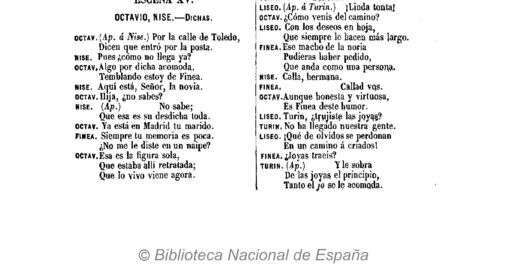 ESCENA XV.
OCTAVIO, NISE.—DICHAS.
OCTAV. (Ap. á Nise.) Por la calle de Toledo,
Dicen que entró por la posta.
NISE. Pues ¿cómo no llega ya?
OCTAV. Algo por dicha acomoda.
Temblando estoy de Finea.
NISE. Aquí está, Señor, la novia.
OCTAV. Hija, ¿no sabes?
NISE. (Ap.) No sabe;
Que esa es su desdicha toda.
OCTAV. Ya está en Madrid tu marido.
FINEA. Siempre tu memoria es poca.
¿No me le diste en un naipe?
OCTAV. Esa es la figura sola,
Que estaba allí retratada;
Que lo vivo viene agora.
LISEO. (Ap. á Turin.) ¡Linda tonta!
OCTAV. ¿Cómo venis del camino?
LISEO. Con los deseos en hoja,
Que siempre le hacen más largo.
FINEA. Ese macho de la noria
Pudieras haber pedido,
Que anda como una persona.
NISE. Calla, hermana.
FINEA. Callad vos.
OCTAV. Aunque honesta y virtuosa,
Es Finea deste humor.
LISEO. Turin, ¿trujiste las joyas?
TURIN. No ha llegado nuestra gente.
LISEO. ¡Qué de olvidos se perdonan
En un camino á criados!
FINEA. ¿Joyas traeis?
TURIN. (Ap.) Y le sobra
De las joyas el principio,
Tanto el jo se le acomoda.
© Biblioteca Nacional de España